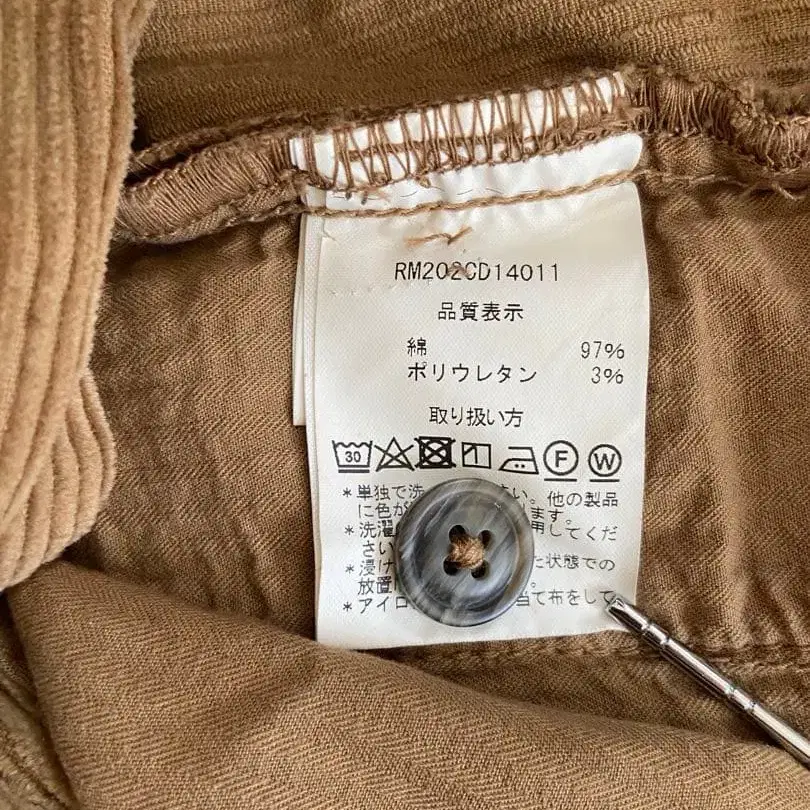 RM202CD14011
品質表示
綿 97%
ポリウレタン 3%
取り扱い方
30 F W
*単独で洗 い。他の製品
に色が ます。
*洗濯 用してくだ
さい
*浸け た状態での
放置
*アイロ 当て布をして